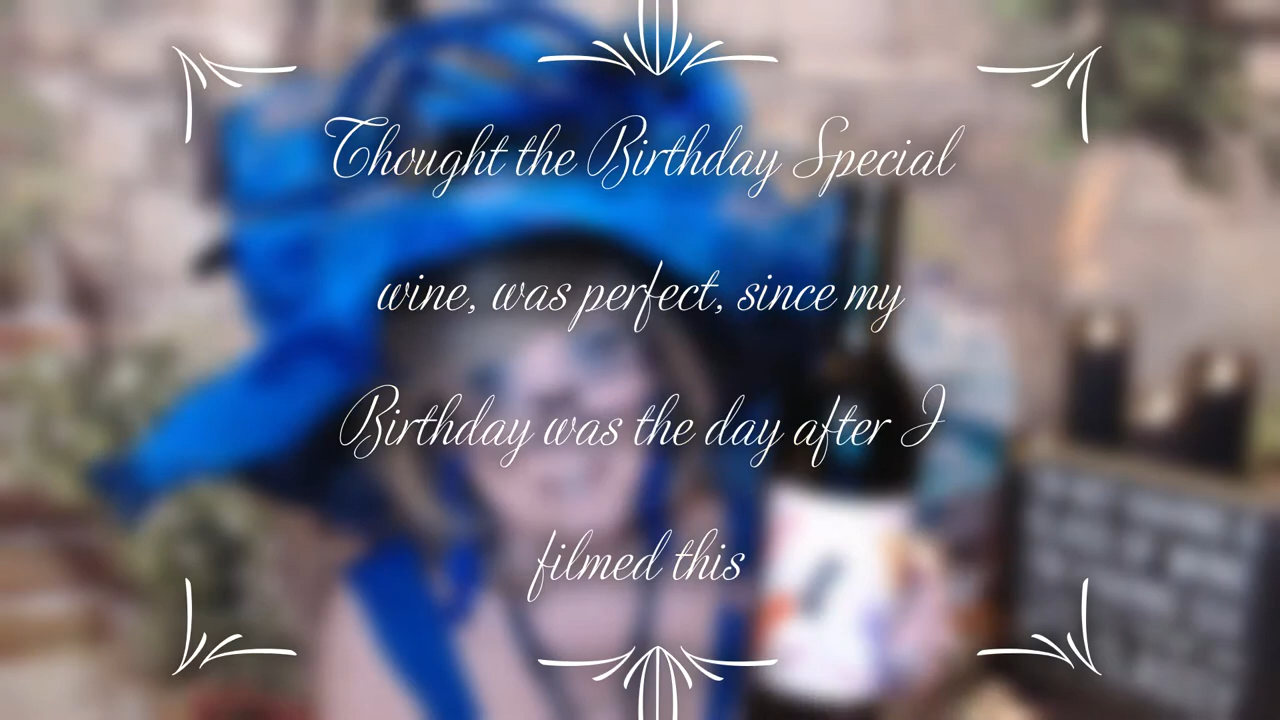 Thought the Birthday Special
wine, was perfect, since my
Birthday was the day after I
filmed this